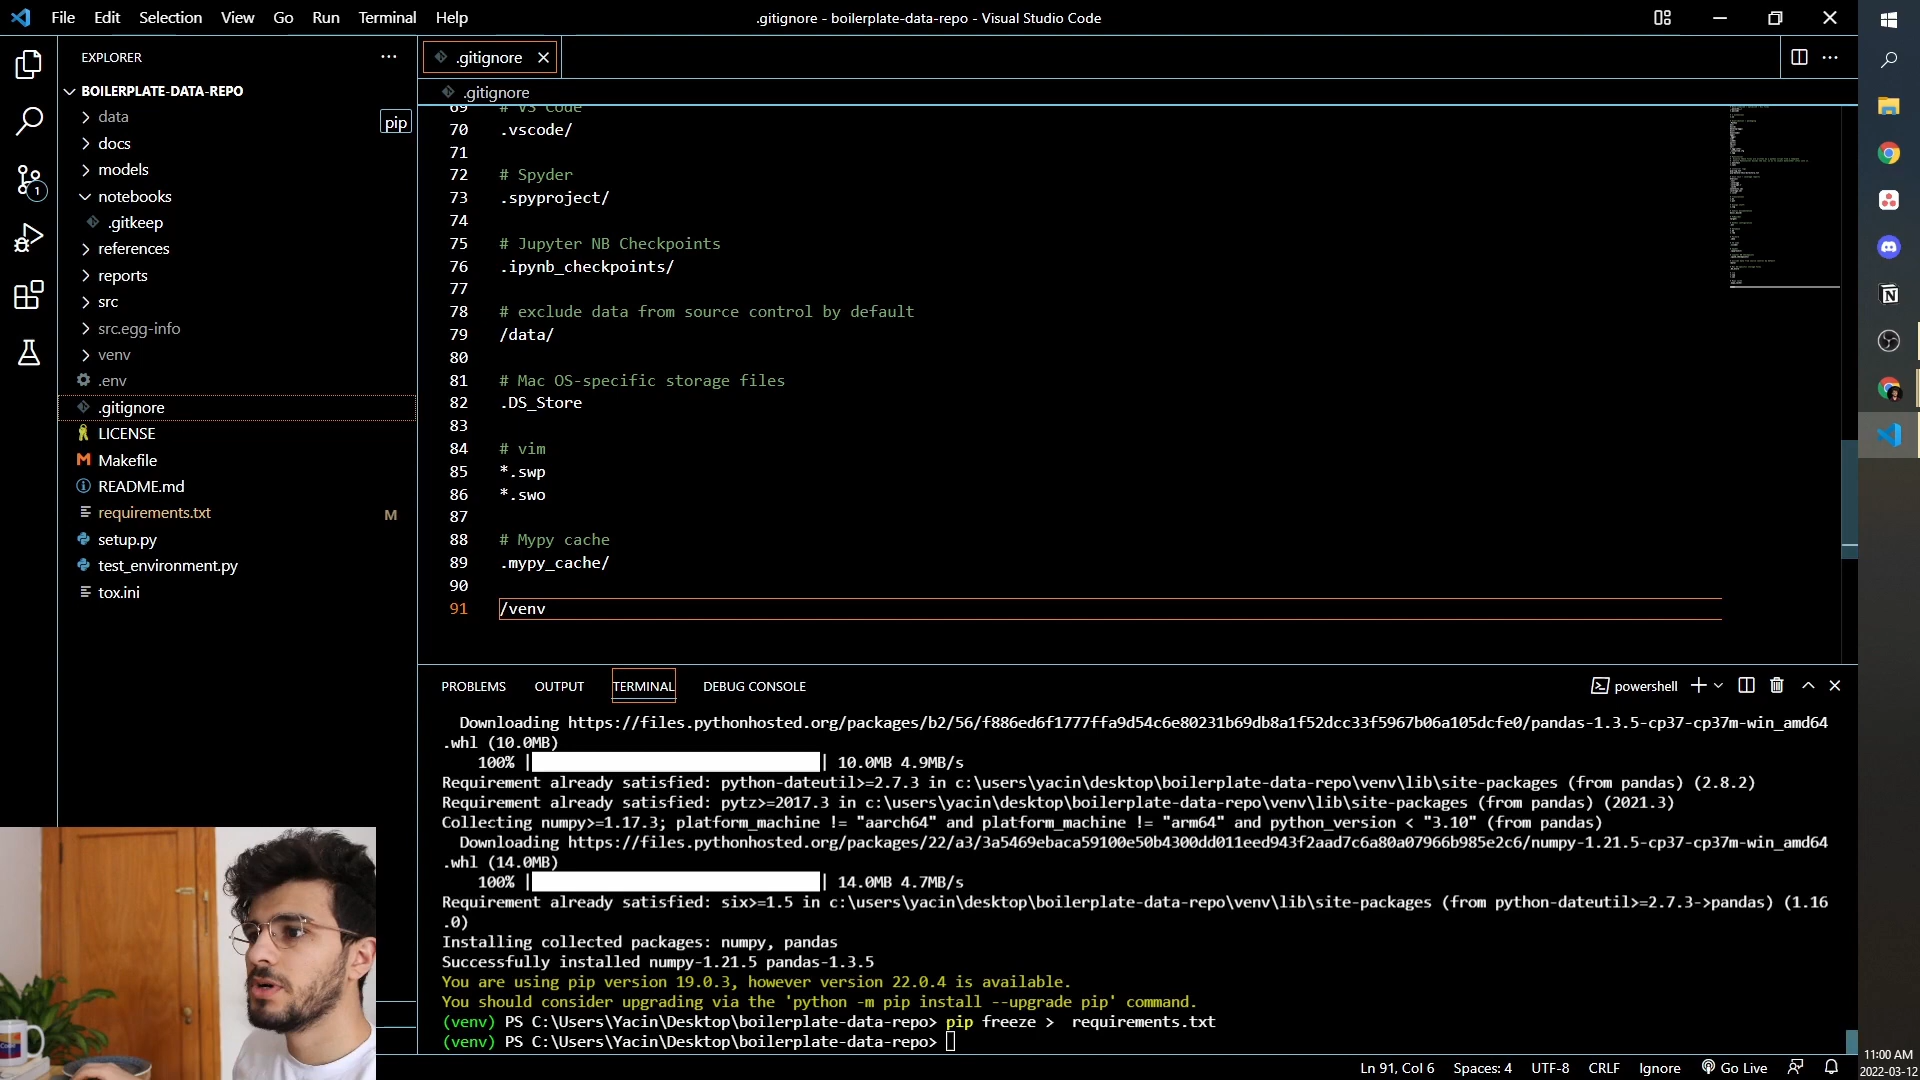 File Edit Selection View Go Run Terminal Help
.gitignore - boilerplate-data-repo - Visual Studio Code
EXPLORER
BOILERPLATE-DATA-REPO
data
pip
docs
models
notebooks
.gitkeep
references
reports
src
src.egg-info
venv
.env
.gitignore
LICENSE
Makefile
README.md
requirements.txt M
setup.py
test_environment.py
tox.ini
1
.gitignore
.gitignore
69 # VS Code
70 .vscode/
71
72 # Spyder
73 .spyproject/
74
75 # Jupyter NB Checkpoints
76 .ipynb_checkpoints/
77
78 # exclude data from source control by default
79 /data/
80
81 # Mac OS-specific storage files
82 .DS_Store
83
84 # vim
85 *.swp
86 *.swo
87
88 # Mypy cache
89 .mypy_cache/
90
91 /venv
PROBLEMS OUTPUT TERMINAL DEBUG CONSOLE
powershell
Downloading https://files.pythonhosted.org/packages/b2/56/f886ed6f1777ffa9d54c6e80231b69db8a1f52dcc33f5967b06a105dcfe0/pandas-1.3.5-cp37-cp37m-win_amd64
.whl (10.0MB)
100% | | 10.0MB 4.9MB/s
Requirement already satisfied: python-dateutil>=2.7.3 in c:\users\yacin\desktop\boilerplate-data-repo\venv\lib\site-packages (from pandas) (2.8.2)
Requirement already satisfied: pytz>=2017.3 in c:\users\yacin\desktop\boilerplate-data-repo\venv\lib\site-packages (from pandas) (2021.3)
Collecting numpy>=1.17.3; platform_machine != "aarch64" and platform_machine != "arm64" and python_version < "3.10" (from pandas)
Downloading https://files.pythonhosted.org/packages/22/a3/3a5469ebaca59100e50b4300dd011eed943f2aad7c6a80a07966b985e2c6/numpy-1.21.5-cp37-cp37m-win_amd64
.whl (14.0MB)
100% | | 14.0MB 4.7MB/s
Requirement already satisfied: six>=1.5 in c:\users\yacin\desktop\boilerplate-data-repo\venv\lib\site-packages (from python-dateutil>=2.7.3->pandas) (1.16
.0)
Installing collected packages: numpy, pandas
Successfully installed numpy-1.21.5 pandas-1.3.5
You are using pip version 19.0.3, however version 22.0.4 is available.
You should consider upgrading via the 'python -m pip install --upgrade pip' command.
(venv) PS C:\Users\Yacin\Desktop\boilerplate-data-repo> pip freeze > requirements.txt
(venv) PS C:\Users\Yacin\Desktop\boilerplate-data-repo>
Ln 91, Col 6 Spaces: 4 UTF-8 CRLF Ignore Go Live
11:00 AM
2022-03-12